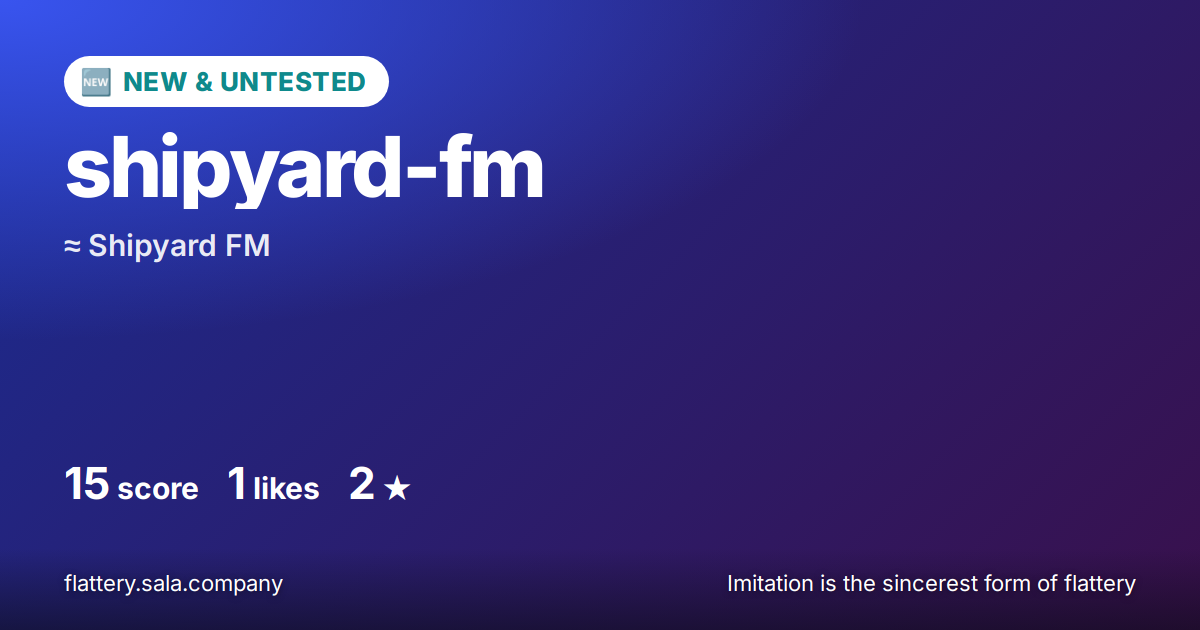 🆕 NEW & UNTESTED
shipyard-fm
≈ Shipyard FM
15 score 1 likes 2 ★
flattery.sala.company
Imitation is the sincerest form of flattery